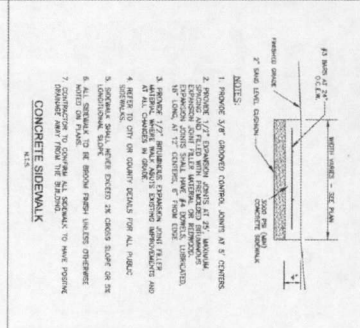 #3 BARS AT 24"
O.C.E.W.
WIDTH VARIES - SEE PLAN
FINISHED GRADE
2" SAND LEVEL CUSHION
3000 PSI (MIN)
CONCRETE SIDEWALK
4"
NOTES:
1. PROVIDE 3/8" GROOVED CONTROL JOINTS AT 5' CENTERS.
2. PROVIDE 1/2" EXPANSION JOINTS AT 25' MAXIMUM
SPACING AND FILLED WITH PREMOLDED BITUMINOUS
EXPANSION JOINT FILLER MATERIAL OR REDWOOD.
EXPANSION JOINTS SHALL HAVE #4 DOWELS, LUBRICATED,
18" LONG, AT 12" CENTERS, 6" FROM EDGE
3. PROVIDE 1/2" BITUMINOUS EXPANSION JOINT FILLER
MATERIAL WHERE WALK ABUTS EXISTING IMPROVEMENTS AND
AT ALL CHANGES IN GRADE.
4. REFER TO CITY OR COUNTY DETAILS FOR ALL PUBLIC
SIDEWALKS.
5. SIDEWALK SHALL NEVER EXCEED 2% CROSS SLOPE OR 5%
LONGITUDINAL SLOPE.
6. ALL SIDEWALK TO BE BROOM FINISH UNLESS OTHERWISE
NOTED ON PLANS.
7. CONTRACTOR TO CONFIRM ALL SIDEWALK TO HAVE POSITIVE
DRAINAGE AWAY FROM THE BUILDING.
CONCRETE SIDEWALK
N.T.S.